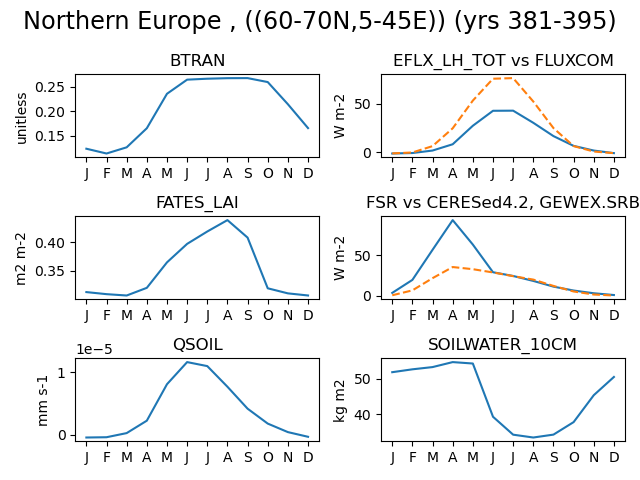 Northern Europe , ((60-70N,5-45E)) (yrs 381-395)
BTRAN
unitless
0.25
0.20
0.15
J F M A M J J A S O N D
EFLX_LH_TOT vs FLUXCOM
W m-2
50
0
J F M A M J J A S O N D
FATES_LAI
m2 m-2
0.40
0.35
J F M A M J J A S O N D
FSR vs CERESed4.2, GEWEX.SRB
W m-2
50
0
J F M A M J J A S O N D
QSOIL
1e−5
mm s-1
1
0
J F M A M J J A S O N D
SOILWATER_10CM
kg m2
50
40
J F M A M J J A S O N D